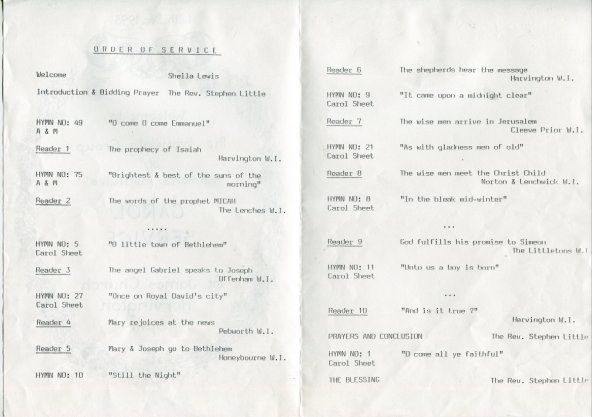 ORDER OF SERVICE
Welcome Sheila Lewis
Introduction & Bidding Prayer The Rev. Stephen Little
HYMN NO: 49 "O come O come Emmanuel"
A & M
Reader 1 The prophecy of Isaiah
Harvington W.I.
HYMN NO: 75 "Brightest & best of the suns of the
A & M morning"
Reader 2 The words of the prophet MICAH
The Lenches W.I.
.....
HYMN NO: 5 "O little town of Bethlehem"
Carol Sheet
Reader 3 The angel Gabriel speaks to Joseph
Offenham W.I.
HYMN NO: 27 "Once on Royal David's city"
Carol Sheet
Reader 4 Mary rejoices at the news
Pebworth W.I.
Reader 5 Mary & Joseph go to Bethlehem
Honeybourne W.I.
HYMN NO: 10 "Still the Night"
Reader 6 The shepherds hear the message
Harvington W.I.
HYMN NO: 9 "It came upon a midnight clear"
Carol Sheet
Reader 7 The wise men arrive in Jerusalem
Cleeve Prior W.I.
HYMN NO: 21 "As with gladness men of old"
Carol Sheet
Reader 8 The wise men meet the Christ Child
Norton & Lenchwick W.I.
HYMN NO: 8 "In the bleak mid-winter"
Carol Sheet
...
Reader 9 God fulfills his promise to Simeon
The Littletons W.I
HYMN NO: 11 "Unto us a boy is born"
Carol Sheet
...
Reader 10 "And is it true ?"
Harvington W.I.
PRAYERS AND CONCLUSION The Rev. Stephen Little
HYMN NO: 1 "O come all ye faithful"
Carol Sheet
THE BLESSING The Rev. Stephen Little